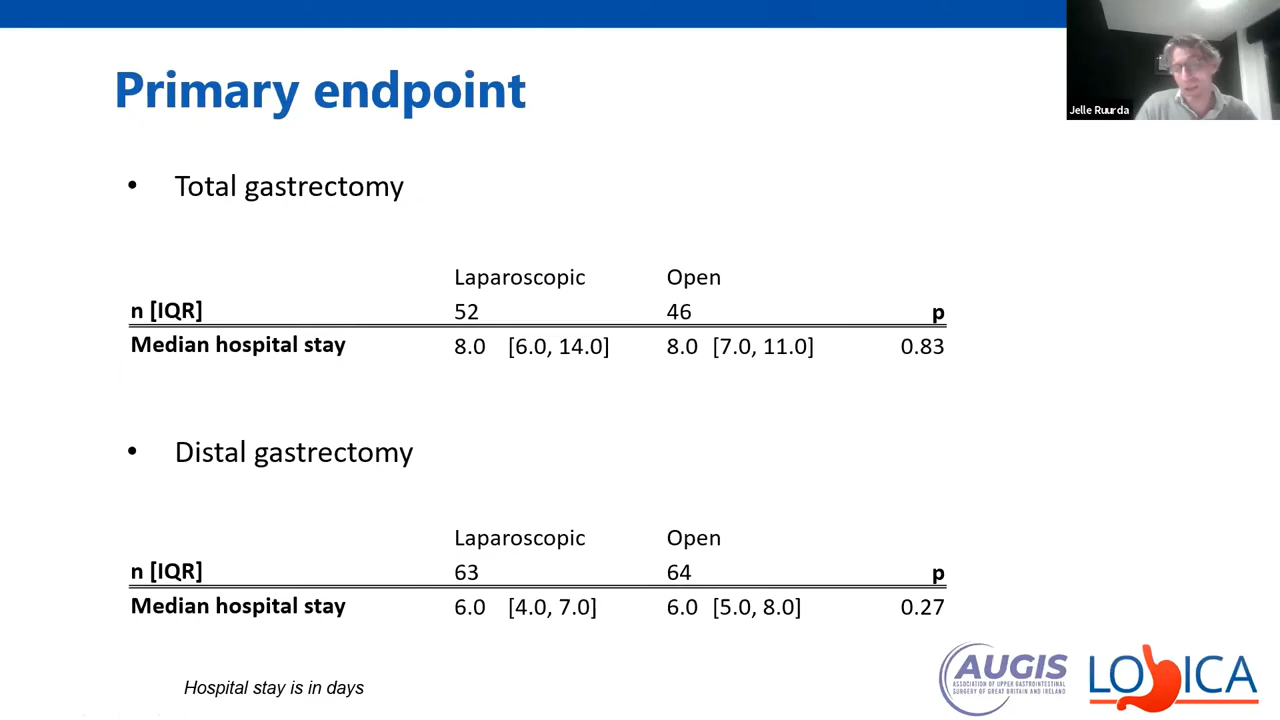 Primary endpoint
Jelle Ruurda
• Total gastrectomy
Laparoscopic Open
n [IQR] 52 46 p
Median hospital stay 8.0 [6.0, 14.0] 8.0 [7.0, 11.0] 0.83
• Distal gastrectomy
Laparoscopic Open
n [IQR] 63 64 p
Median hospital stay 6.0 [4.0, 7.0] 6.0 [5.0, 8.0] 0.27
Hospital stay is in days
AUGIS
ASSOCIATION OF UPPER GASTROINTESTINAL
SURGERY OF GREAT BRITAIN AND IRELAND
LOGICA